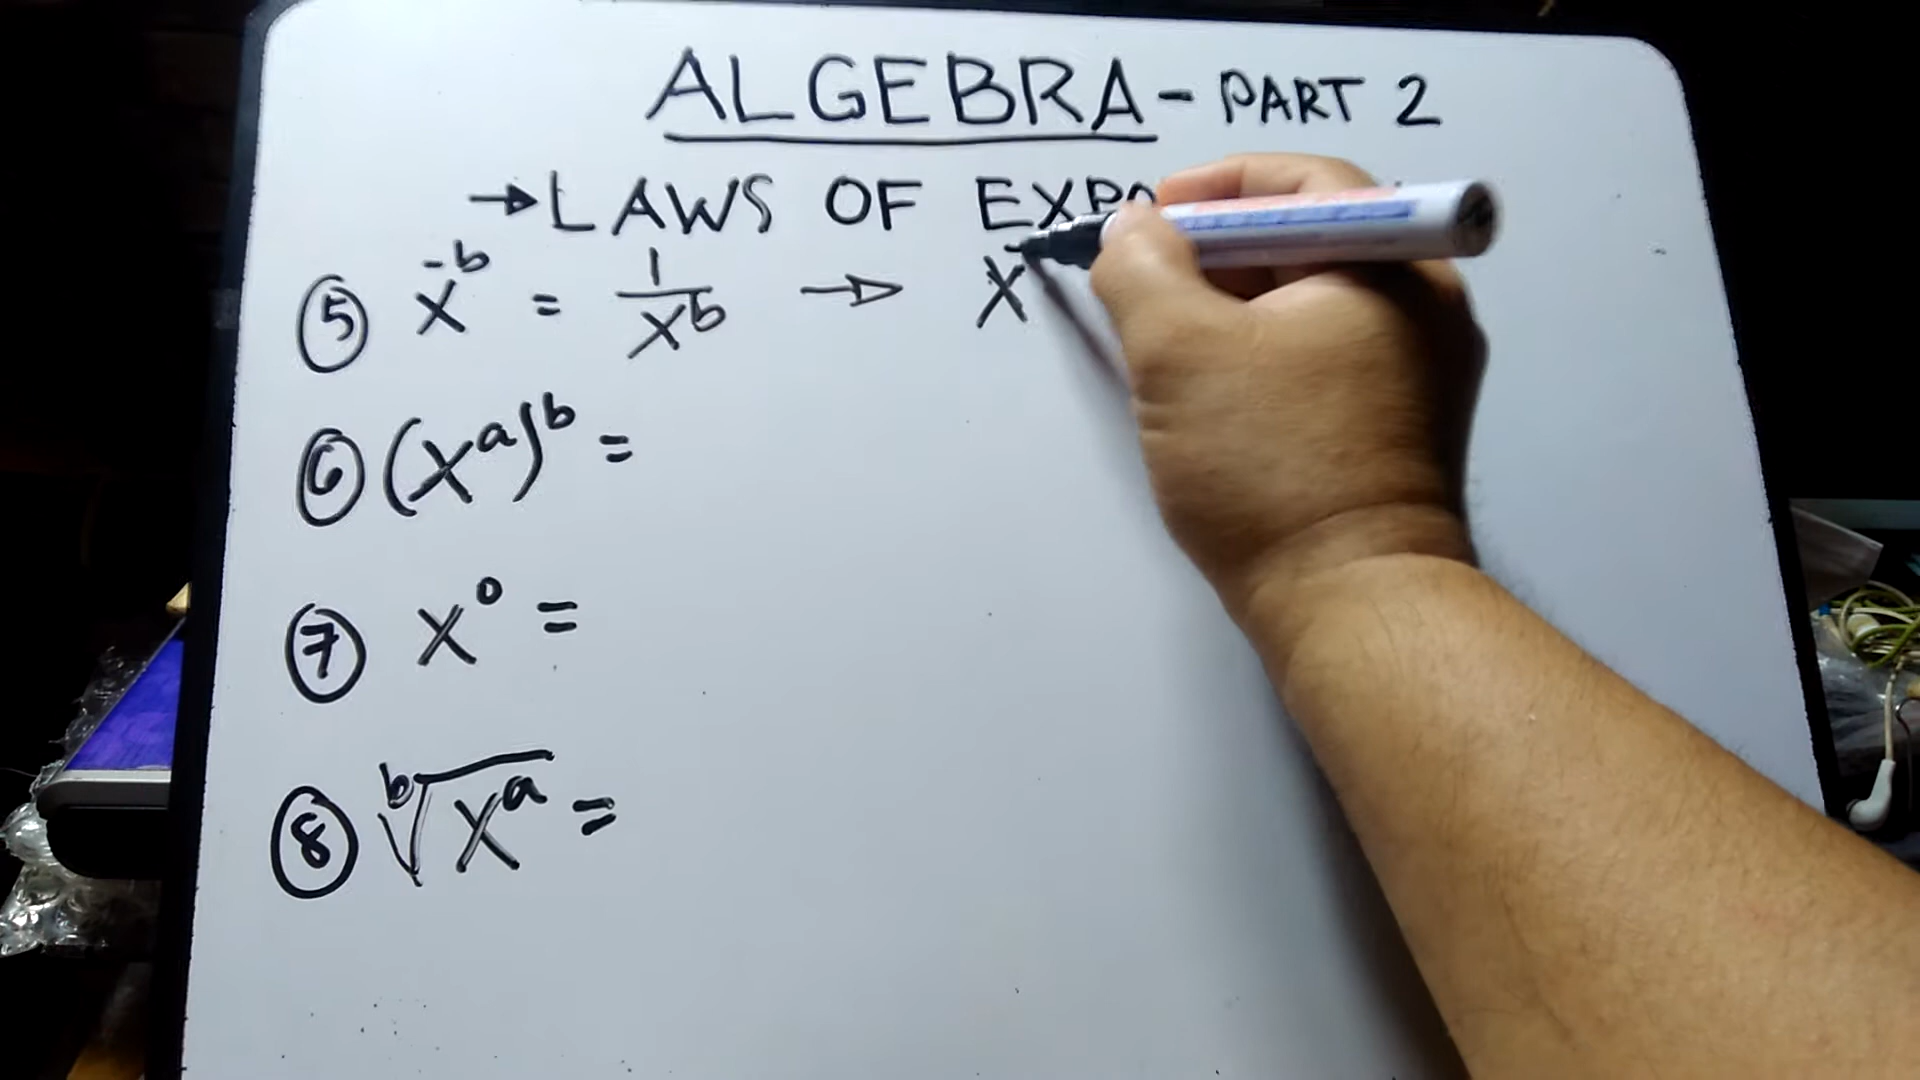 ALGEBRA - PART 2
→ LAWS OF EXPO
⑤ x^-b = 1/x^b → x^-
⑥ (x^a)^b =
⑦ x^0 =
⑧ ᵇ√x^a =